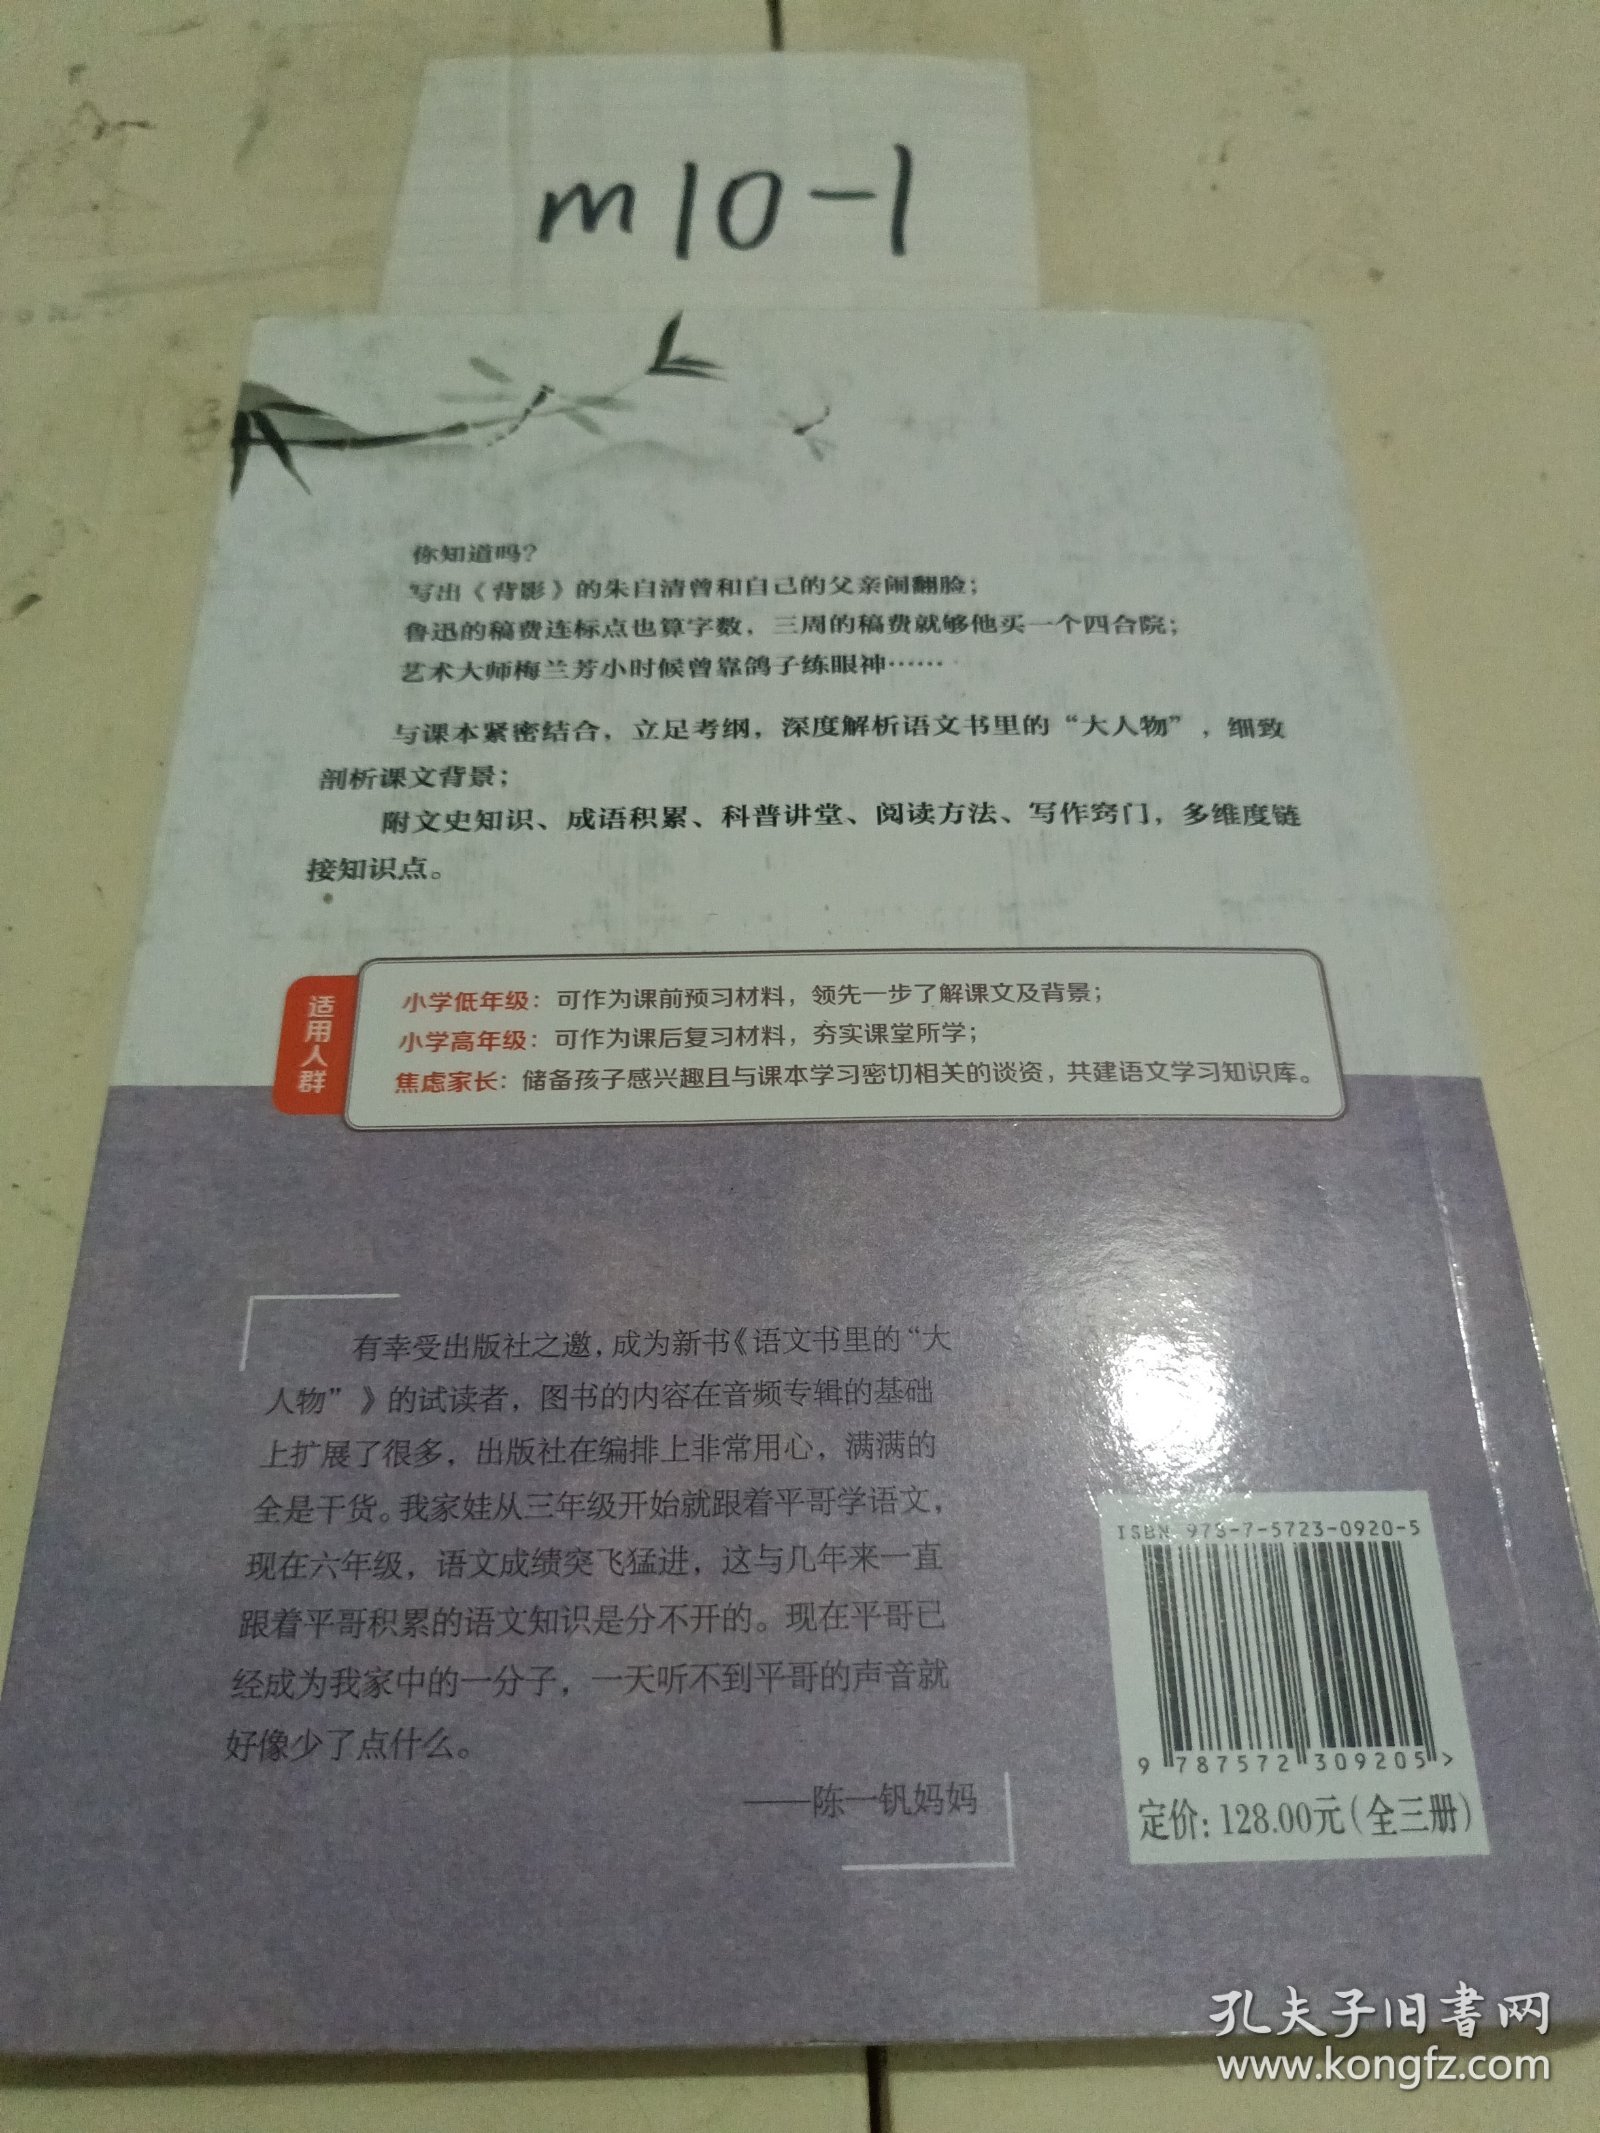 m10-1
你知道吗？
写出《背影》的朱自清曾和自己的父亲闹翻脸；
鲁迅的稿费连标点也算字数，三周的稿费就够他买一个四合院；
艺术大师梅兰芳小时候曾靠鸽子练眼神……
与课本紧密结合，立足考纲，深度解析语文书里的“大人物”，细致
剖析课文背景；
附文史知识、成语积累、科普讲堂、阅读方法、写作窍门，多维度链
接知识点。
适用人群
小学低年级：可作为课前预习材料，领先一步了解课文及背景；
小学高年级：可作为课后复习材料，夯实课堂所学；
焦虑家长：储备孩子感兴趣且与课本学习密切相关的谈资，共建语文学习知识库。
有幸受出版社之邀，成为新书《语文书里的“大
人物”》的试读者，图书的内容在音频专辑的基础
上扩展了很多，出版社在编排上非常用心，满满的
全是干货。我家娃从三年级开始就跟着平哥学语文，
现在六年级，语文成绩突飞猛进，这与几年来一直
跟着平哥积累的语文知识是分不开的。现在平哥已
经成为我家中的一分子，一天听不到平哥的声音就
好像少了点什么。
——陈一钒妈妈
ISBN 978-7-5723-0920-5
9 787572 309205 >
定价：128.00元（全三册）
孔夫子旧書网
www.kongfz.com